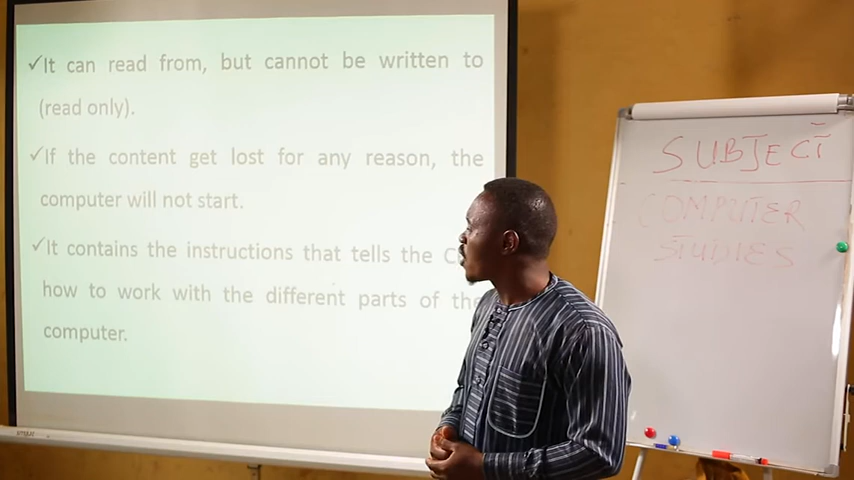 ✓It can read from, but cannot be written to
(read only).
✓If the content get lost for any reason, the
computer will not start.
✓It contains the instructions that tells the
how to work with the different parts of the
computer.
SUBJECT
COMPUTER
STUDIES